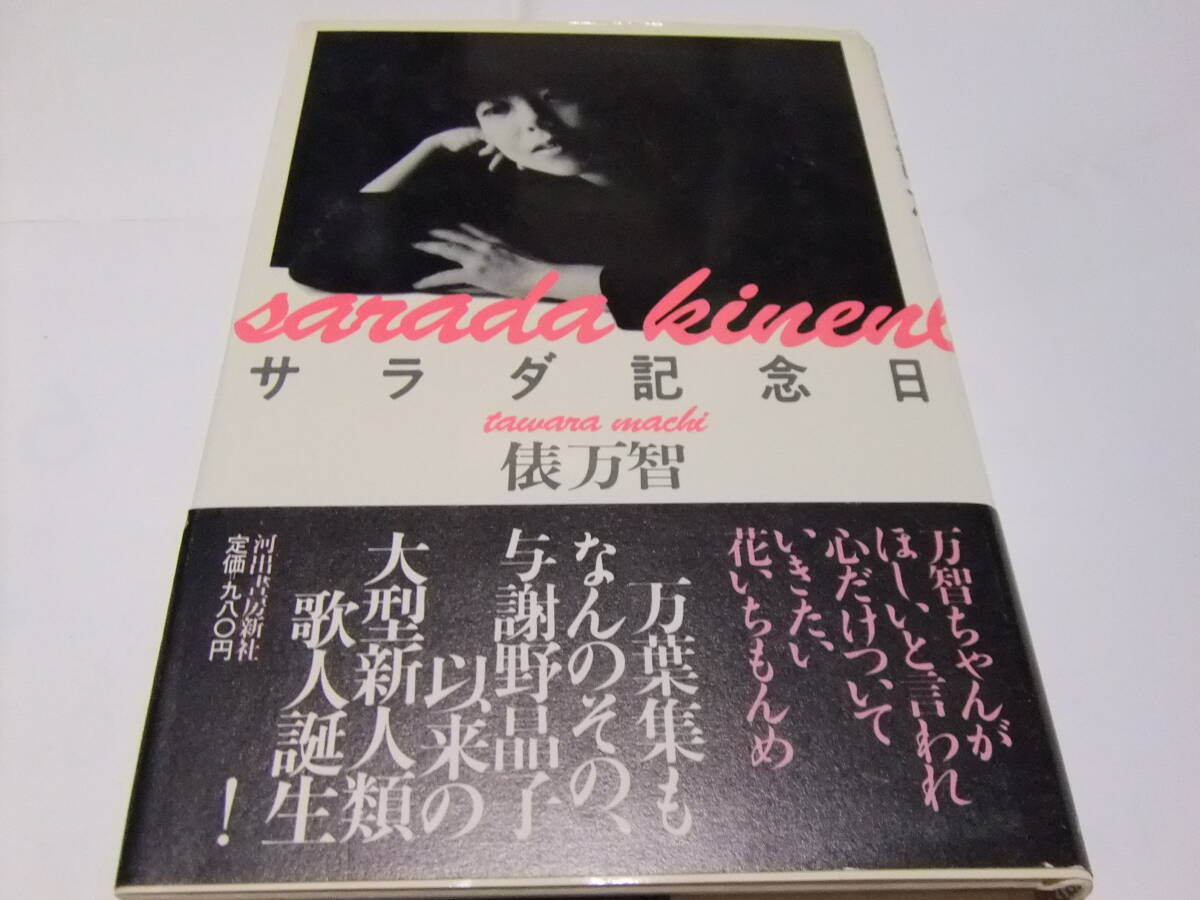 sarada kinen
サラダ記念日
tawara machi
俵万智
万智ちゃんが
ほしいと言われ
心だけついて
いきたい
花いちもんめ
万葉集も
なんのその、
与謝野晶子
以来の
大型新人類
歌人誕生!
河出書房新社
定価=九八〇円